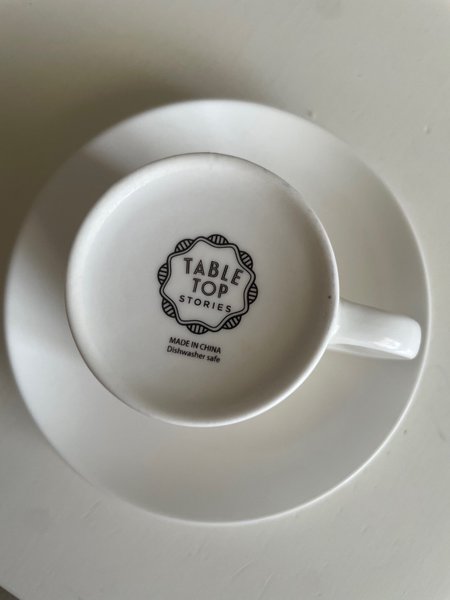 TABLE
TOP
STORIES
MADE IN CHINA
Dishwasher safe